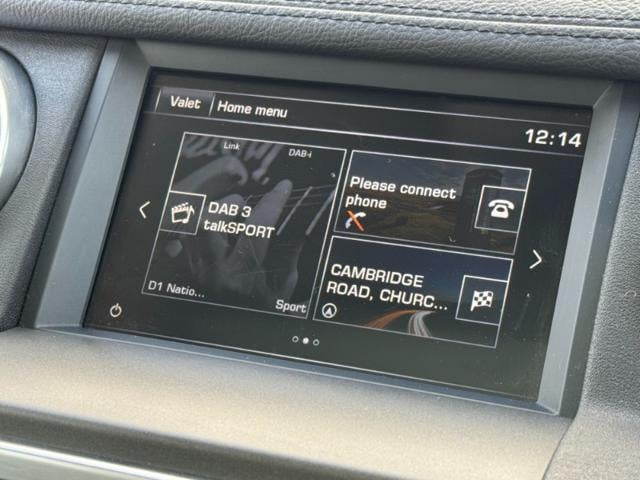 Valet
Home menu
12:14
Link
DAB-i
DAB 3
talkSPORT
D1 Natio...
Sport
Please connect
phone
CAMBRIDGE
ROAD, CHURC...